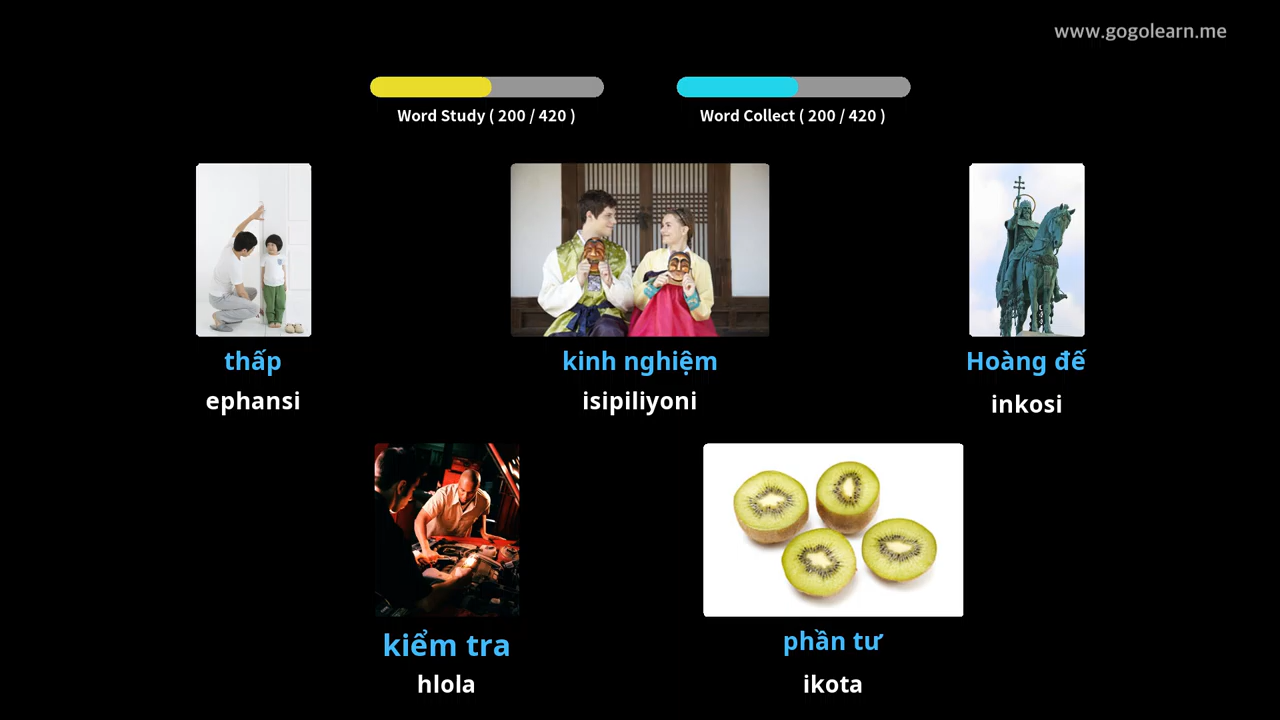 www.gogolearn.me
Word Study ( 200 / 420 )
Word Collect ( 200 / 420 )
thấp
ephansi
kinh nghiệm
isipiliyoni
Hoàng đế
inkosi
kiểm tra
hlola
phần tư
ikota